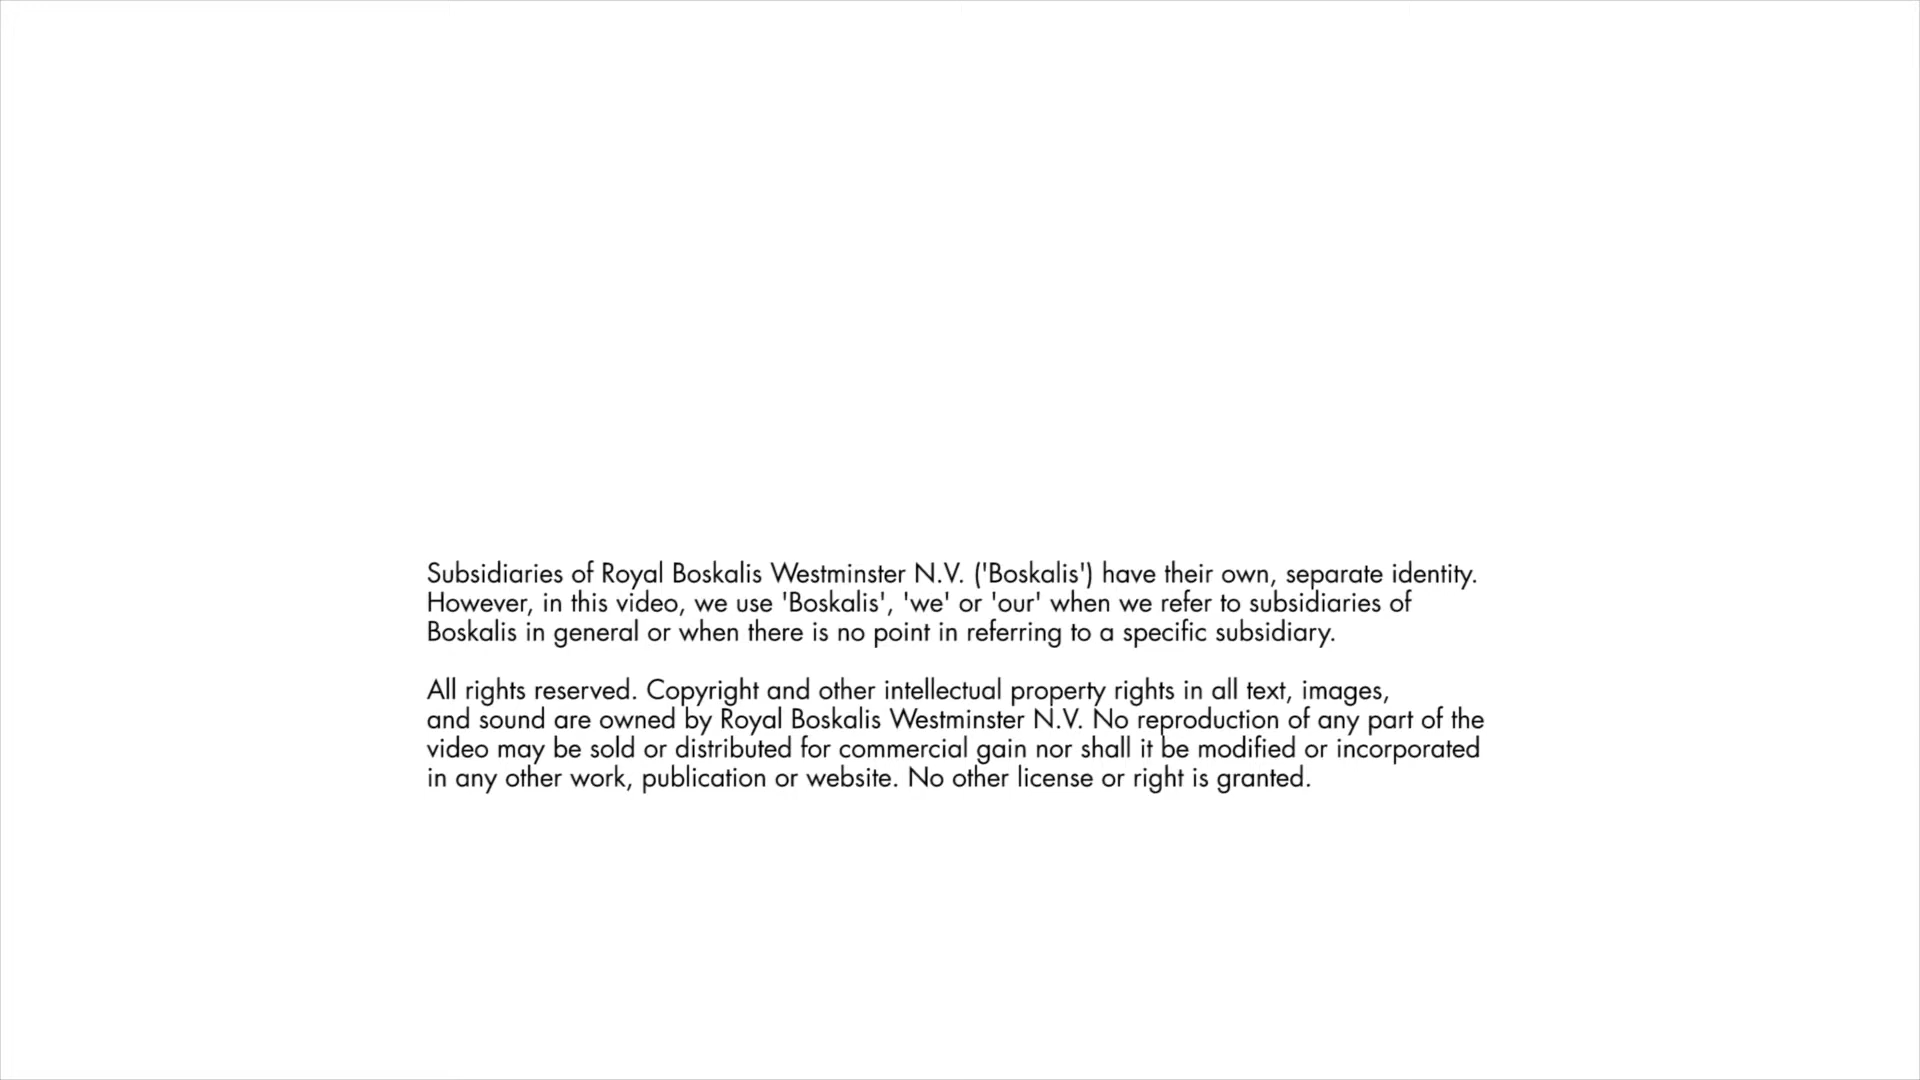 Subsidiaries of Royal Boskalis Westminster N.V. ('Boskalis') have their own, separate identity.
However, in this video, we use 'Boskalis', 'we' or 'our' when we refer to subsidiaries of
Boskalis in general or when there is no point in referring to a specific subsidiary.
All rights reserved. Copyright and other intellectual property rights in all text, images,
and sound are owned by Royal Boskalis Westminster N.V. No reproduction of any part of the
video may be sold or distributed for commercial gain nor shall it be modified or incorporated
in any other work, publication or website. No other license or right is granted.